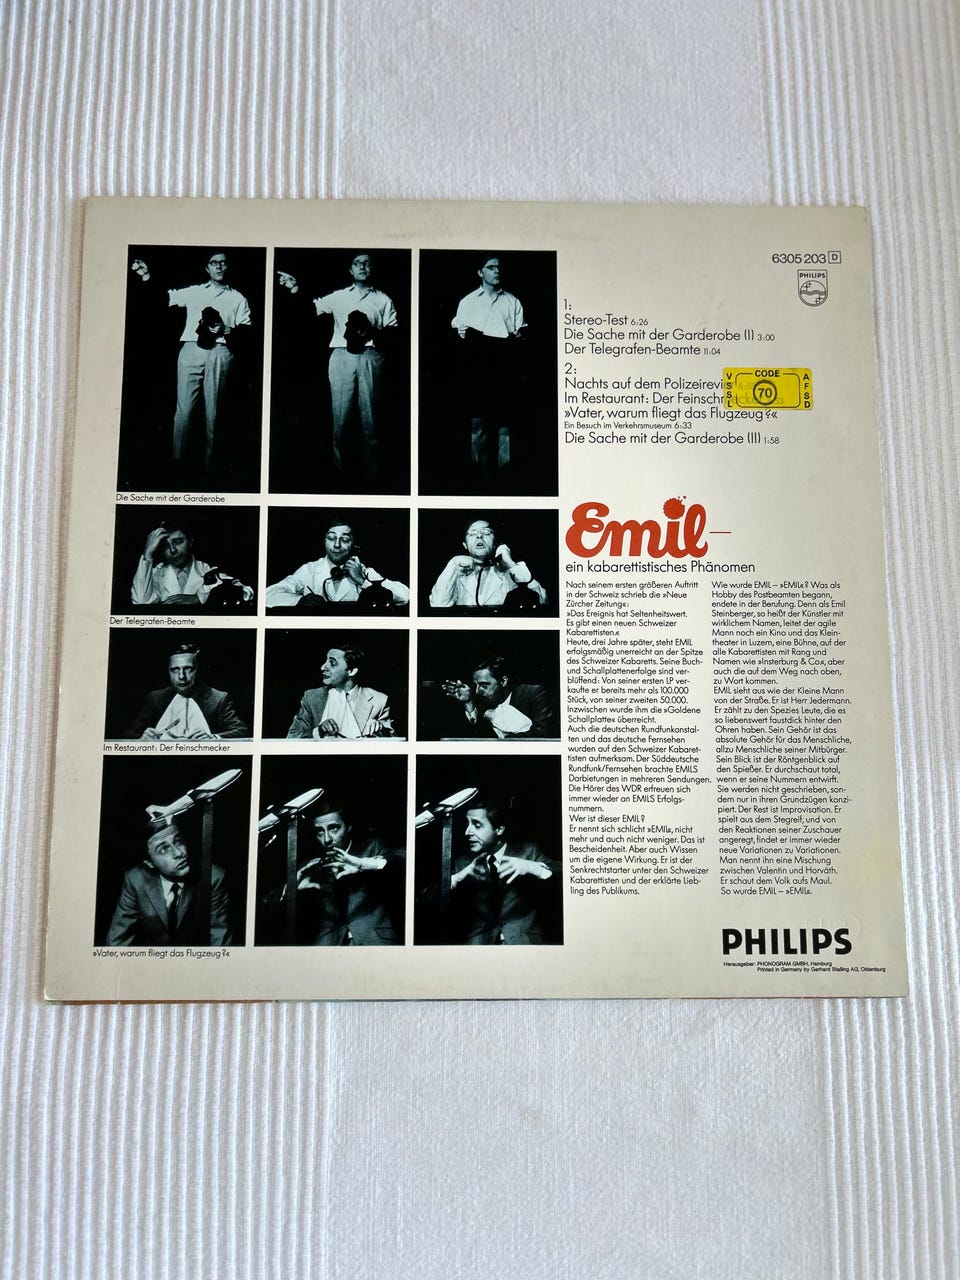 6305 203 D
PHILIPS
1:
Stereo-Test 6:26
Die Sache mit der Garderobe (I) 3:00
Der Telegrafen-Beamte 11:04
2:
Nachts auf dem Polizeirevi
Im Restaurant: Der Feinschmecker
»Vater, warum fliegt das Flugzeug?«
Ein Besuch im Verkehrsmuseum 6:33
Die Sache mit der Garderobe (II) 1:58
VSSL
CODE
70
AFSD
Die Sache mit der Garderobe
Der Telegrafen-Beamte
Im Restaurant: Der Feinschmecker
»Vater, warum fliegt das Flugzeug?«
Emil–
ein kabarettistisches Phänomen
Nach seinem ersten größeren Auftritt
in der Schweiz schrieb die »Neue
Zürcher Zeitung«:
»Das Ereignis hat Seltenheitswert.
Es gibt einen neuen Schweizer
Kabarettisten.«
Heute, drei Jahre später, steht EMIL
erfolgsmäßig unerreicht an der Spitze
des Schweizer Kabaretts. Seine Buch-
und Schallplattenerfolge sind ver-
blüffend: Von seiner ersten LP ver-
kaufte er bereits mehr als 100.000
Stück, von seiner zweiten 50.000.
Inzwischen wurde ihm die »Goldene
Schallplatte« überreicht.
Auch die deutschen Rundfunkanstal-
ten und das deutsche Fernsehen
wurden auf den Schweizer Kabaret-
tisten aufmerksam. Der Süddeutsche
Rundfunk/Fernsehen brachte EMILS
Darbietungen in mehreren Sendungen.
Die Hörer des WDR erfreuen sich
immer wieder an EMILS Erfolgs-
nummern.
Wer ist dieser EMIL?
Er nennt sich schlicht »EMIL«, nicht
mehr und auch nicht weniger. Das ist
Bescheidenheit. Aber auch Wissen
um die eigene Wirkung. Er ist der
Senkrechtstarter unter den Schweizer
Kabarettisten und der erklärte Lieb-
ling des Publikums.
Wie wurde EMIL – »EMIL«? Was als
Hobby des Postbeamten begann,
endete in der Berufung. Denn als Emil
Steinberger, so heißt der Künstler mit
wirklichem Namen, leitet der agile
Mann noch ein Kino und das Klein-
theater in Luzern, eine Bühne, auf der
alle Kabarettisten mit Rang und
Namen wie »Insterburg & Co.«, aber
auch die auf dem Weg nach oben,
zu Wort kommen.
EMIL sieht aus wie der Kleine Mann
von der Straße. Er ist Herr Jedermann.
Er zählt zu den Spezies Leute, die es
so liebenswert faustdick hinter den
Ohren haben. Sein Gehör ist das
absolute Gehör für das Menschliche,
allzu Menschliche seiner Mitbürger.
Sein Blick ist der Röntgenblick auf
den Spießer. Er durchschaut total,
wenn er seine Nummern entwirft.
Sie werden nicht geschrieben, son-
dern nur in ihren Grundzügen konzi-
piert. Der Rest ist Improvisation. Er
spielt aus dem Stegreif, und von
den Reaktionen seiner Zuschauer
angeregt, findet er immer wieder
neue Variationen zu Variationen.
Man nennt ihn eine Mischung
zwischen Valentin und Horváth.
Er schaut dem Volk aufs Maul.
So wurde EMIL – »EMIL«.
PHILIPS
Herausgeber: PHONOGRAM GMBH, Hamburg
Printed in Germany by Gerhard Stalling AG, Oldenburg